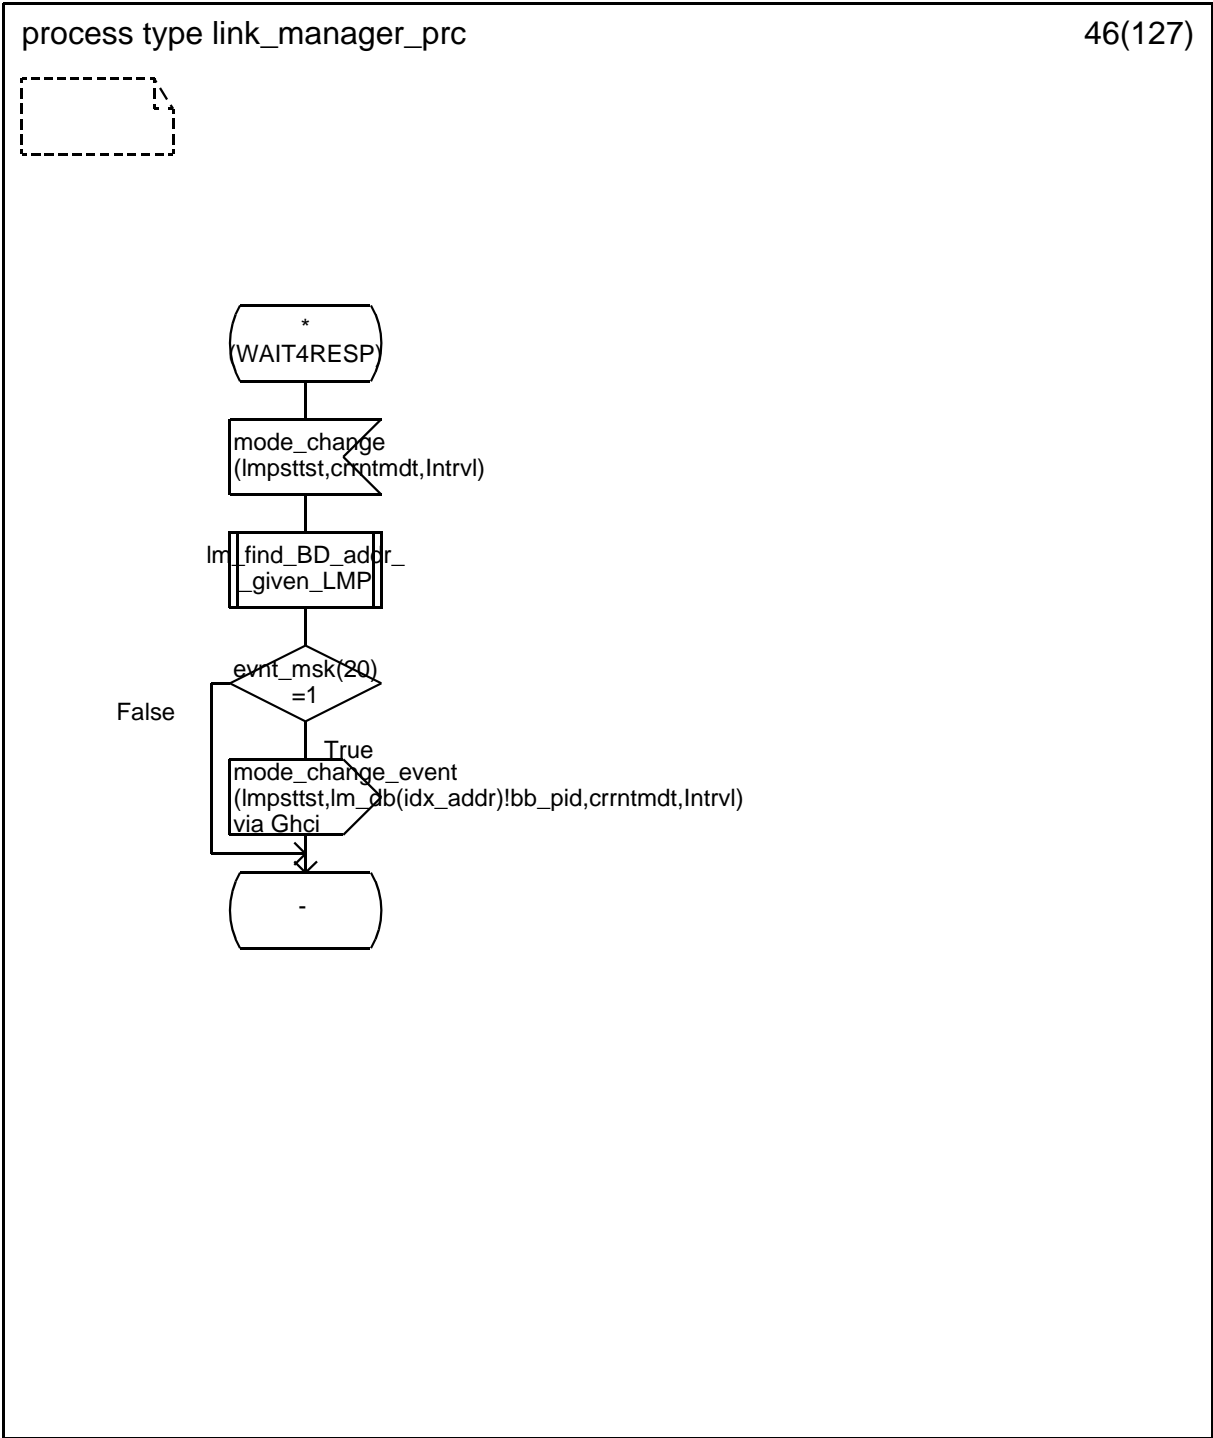 process type link_manager_prc
46(127)
*
(WAIT4RESP)
mode_change
(lmpsttst,crrntmdt,Intrvl)
lm_find_BD_addr_
_given_LMP
evnt_msk(20)
=1
False
True
mode_change_event
(lmpsttst,lm_db(idx_addr)!bb_pid,crrntmdt,Intrvl)
via Ghci
-